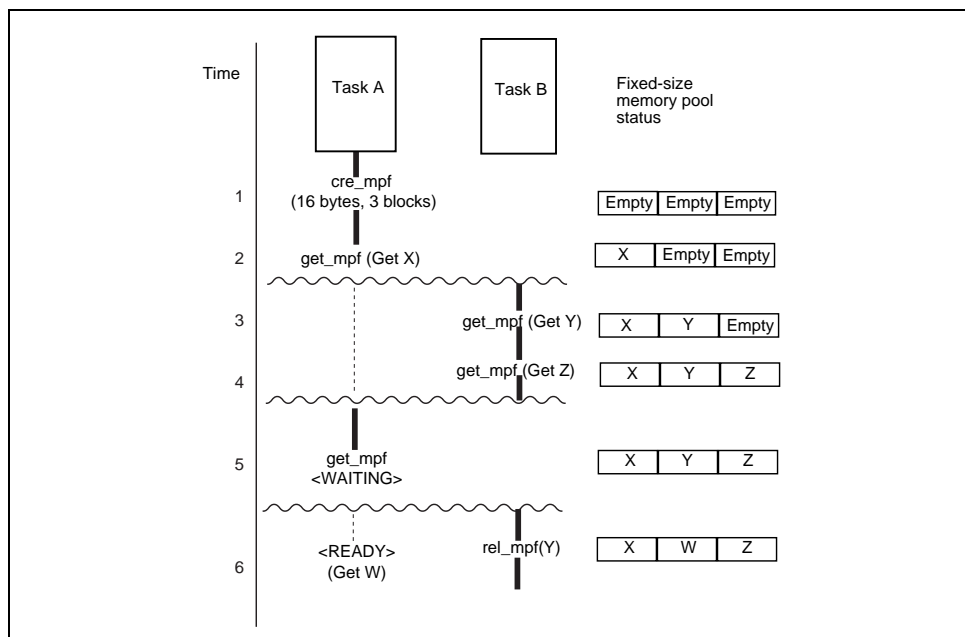 Time
Task A
Task B
Fixed-size
memory pool
status
1
cre_mpf
(16 bytes, 3 blocks)
Empty Empty Empty
2
get_mpf (Get X)
X Empty Empty
3
get_mpf (Get Y)
X Y Empty
4
get_mpf (Get Z)
X Y Z
5
get_mpf
<WAITING>
X Y Z
6
<READY>
(Get W)
rel_mpf(Y)
X W Z